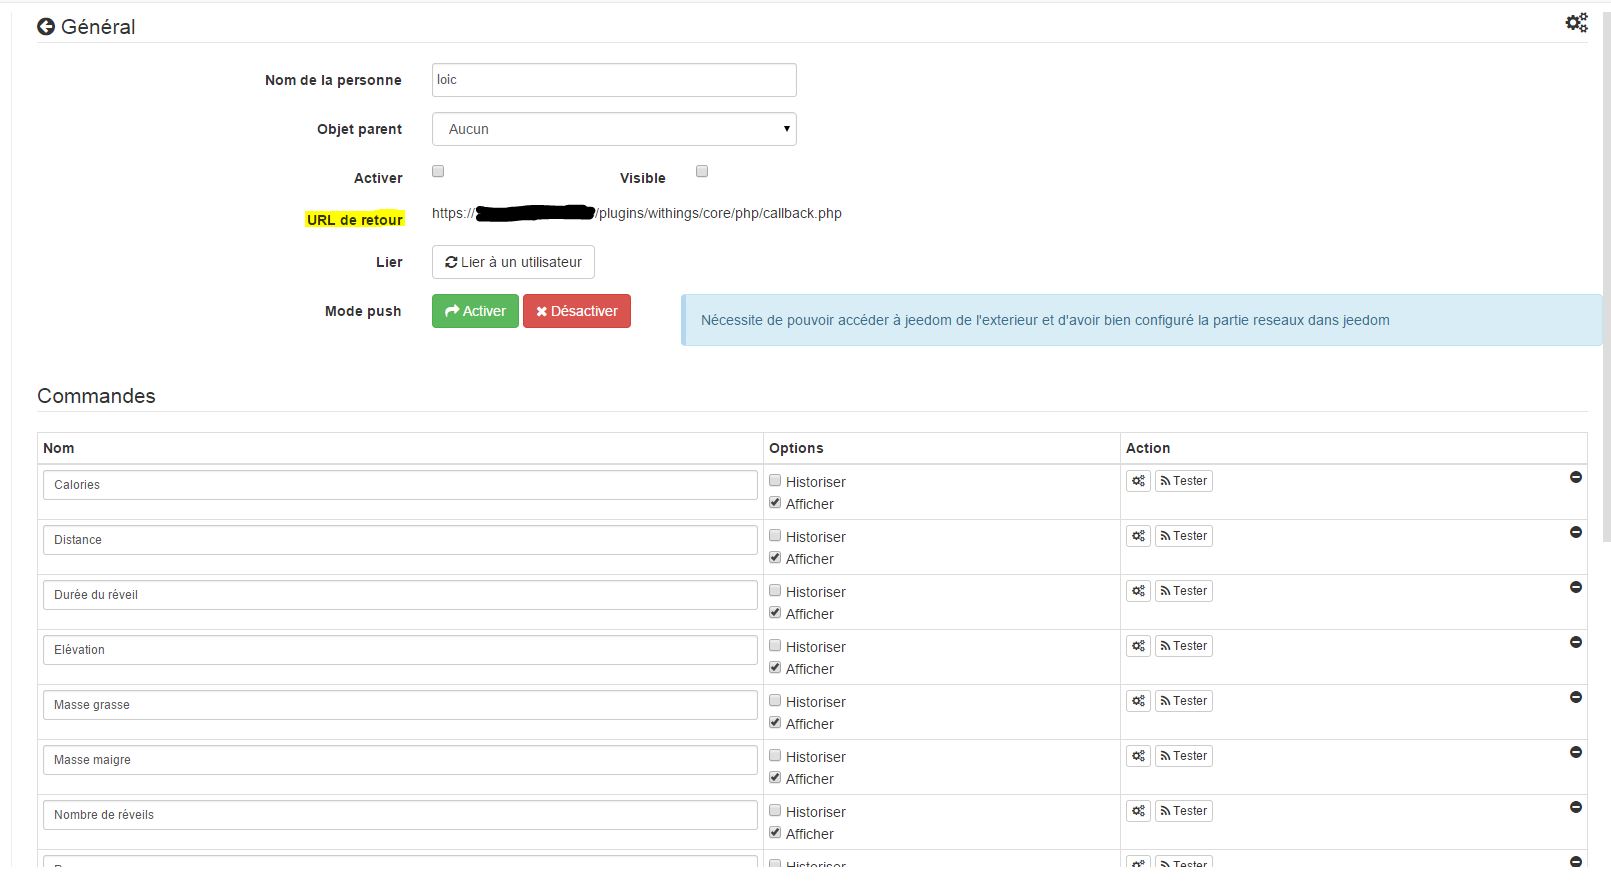 Général
Nom de la personne loic
Objet parent Aucun
Activer Visible
URL de retour https:// /plugins/withings/core/php/callback.php
Lier Lier à un utilisateur
Mode push Activer Désactiver Nécessite de pouvoir accéder à jeedom de l'exterieur et d'avoir bien configuré la partie reseaux dans jeedom
Commandes
Nom Options Action
Calories Historiser Tester
Afficher
Distance Historiser Tester
Afficher
Durée du réveil Historiser Tester
Afficher
Elévation Historiser Tester
Afficher
Masse grasse Historiser Tester
Afficher
Masse maigre Historiser Tester
Afficher
Nombre de réveils Historiser Tester
Afficher
Historiser Tester